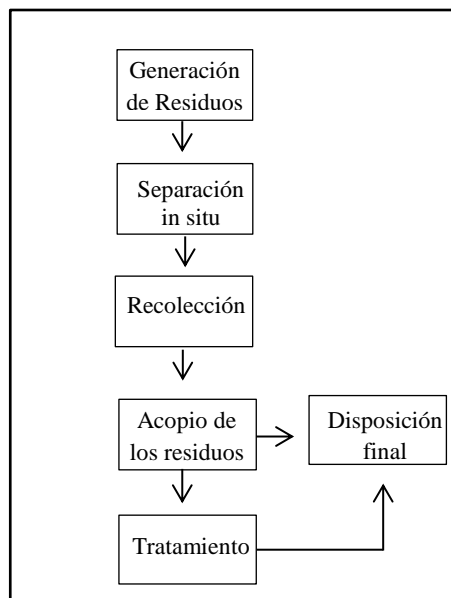 Generación
de Residuos
Separación
in situ
Recolección
Acopio de
los residuos
Disposición
final
Tratamiento